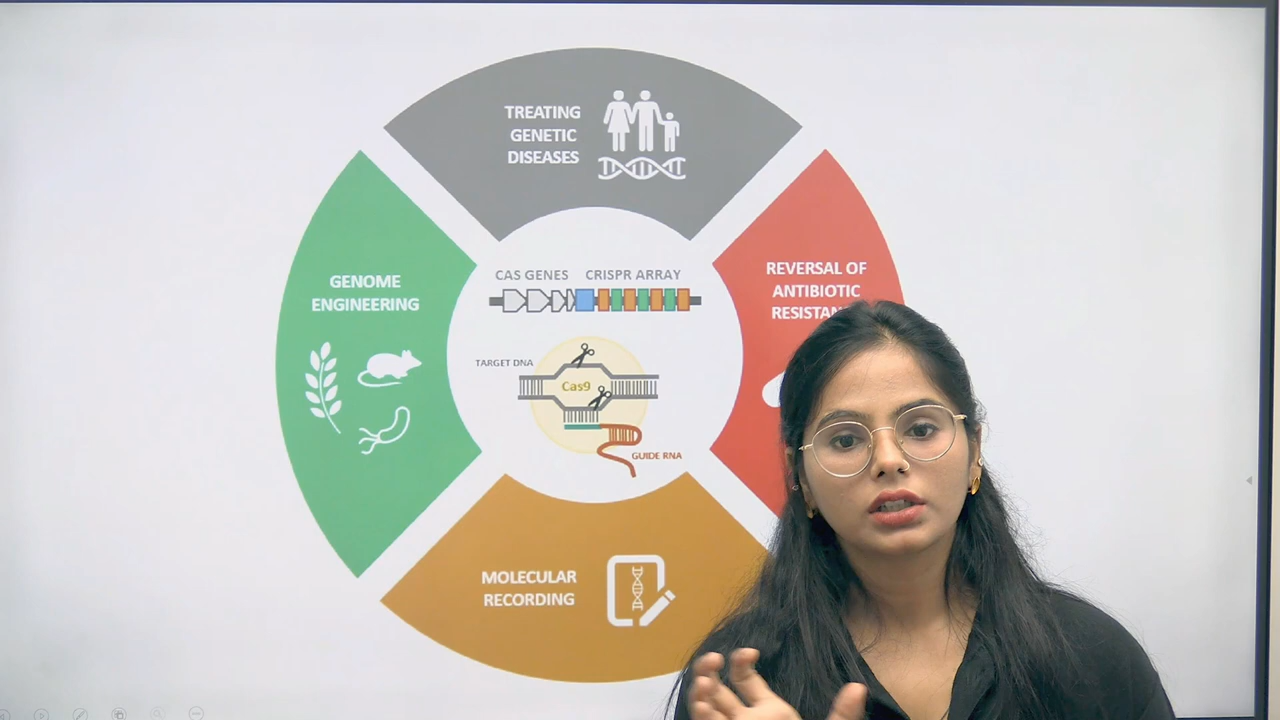 TREATING
GENETIC
DISEASES
GENOME
ENGINEERING
CAS GENES
CRISPR ARRAY
REVERSAL OF
ANTIBIOTIC
TARGET DNA
Cas9
GUIDE RNA
MOLECULAR
RECORDING